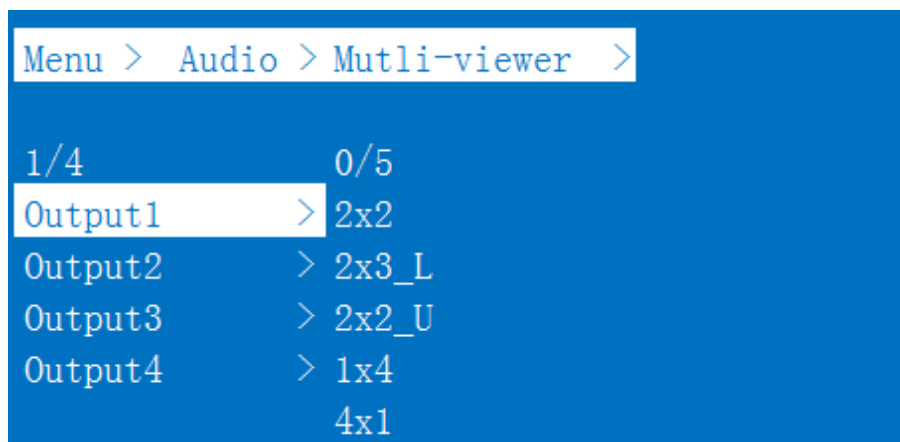 Menu > Audio > Mutli-viewer >
1/4 0/5
Output1 > 2x2
Output2 > 2x3_L
Output3 > 2x2_U
Output4 > 1x4
4x1